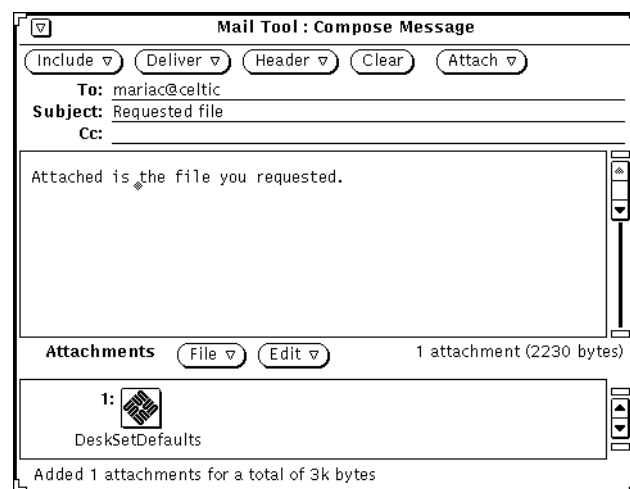 Mail Tool : Compose Message
Include Deliver Header Clear Attach
To: mariac@celtic
Subject: Requested file
Cc:
Attached is the file you requested.
Attachments File Edit 1 attachment (2230 bytes)
1:
DeskSetDefaults
Added 1 attachments for a total of 3k bytes